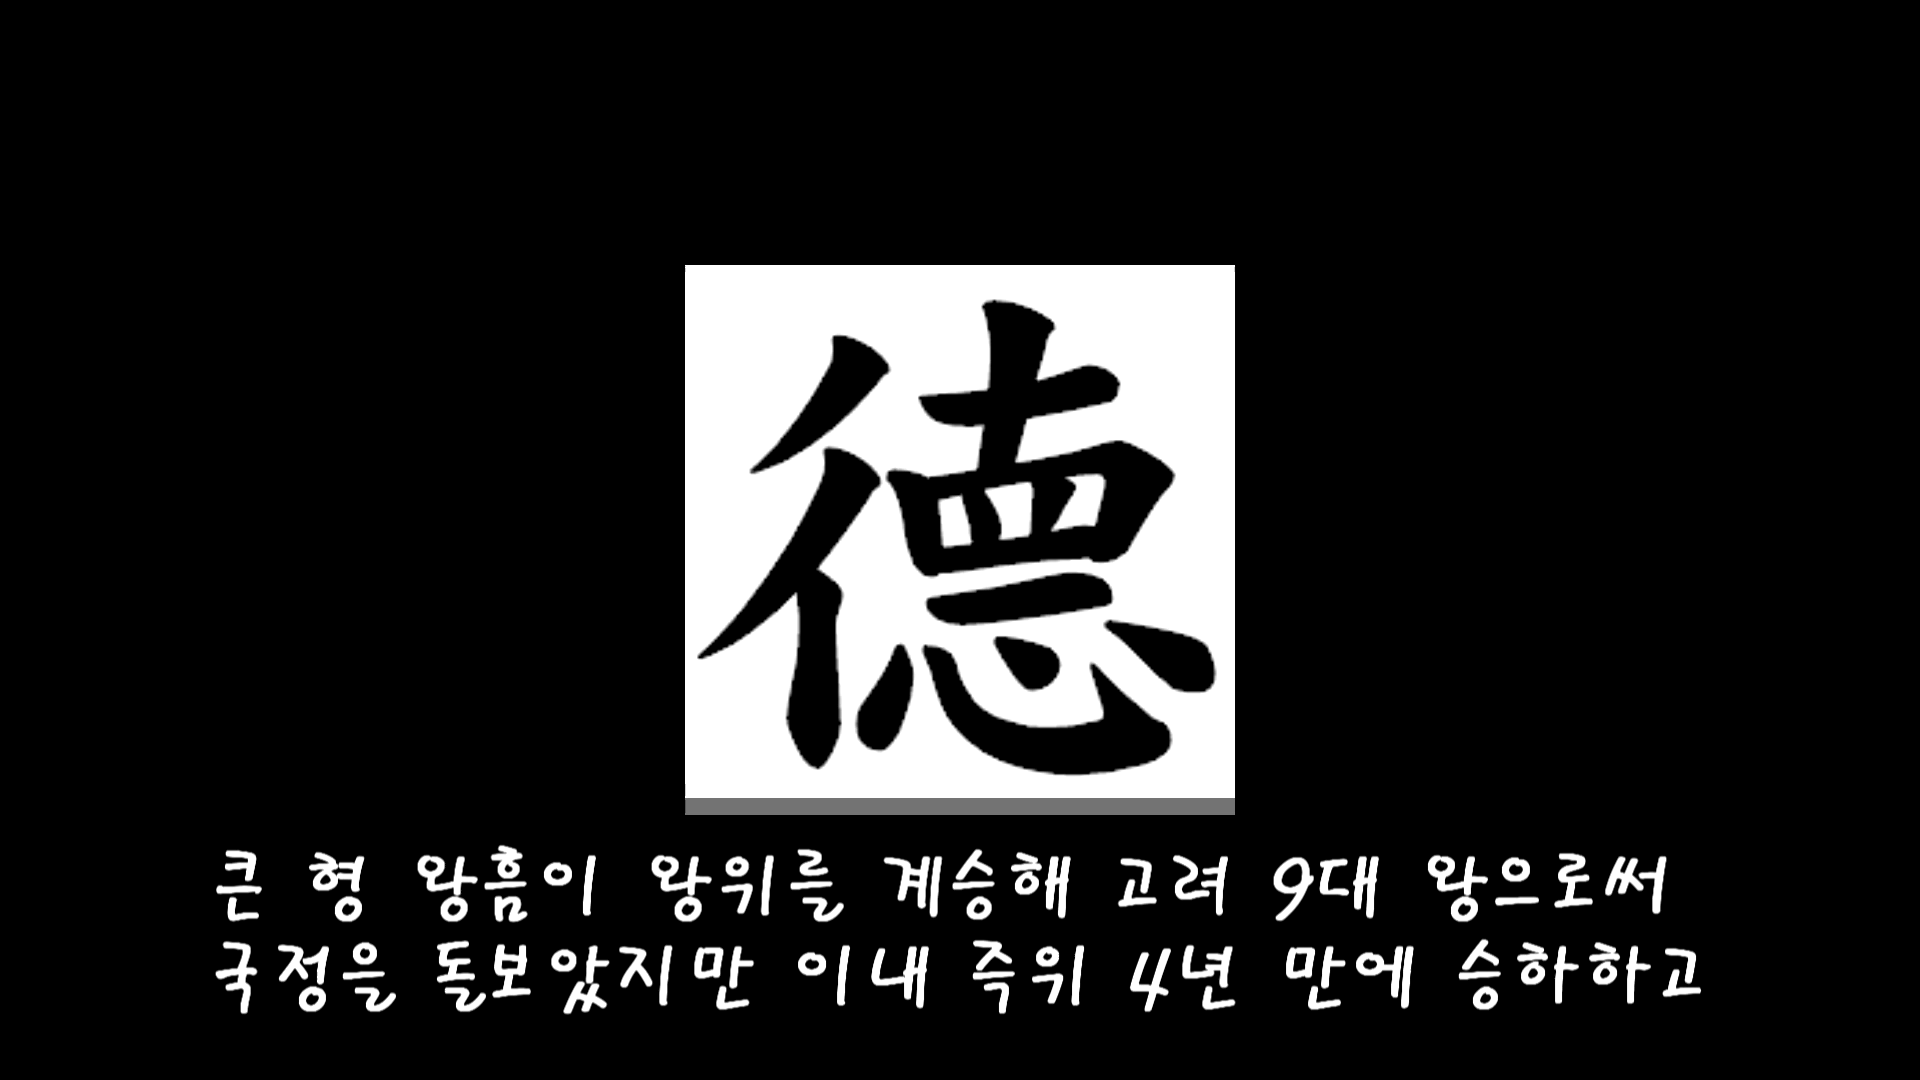 德
큰 형 왕흠이 왕위를 계승해 고려 9대 왕으로써
국정을 돌보았지만 이내 즉위 4년 만에 승하하고